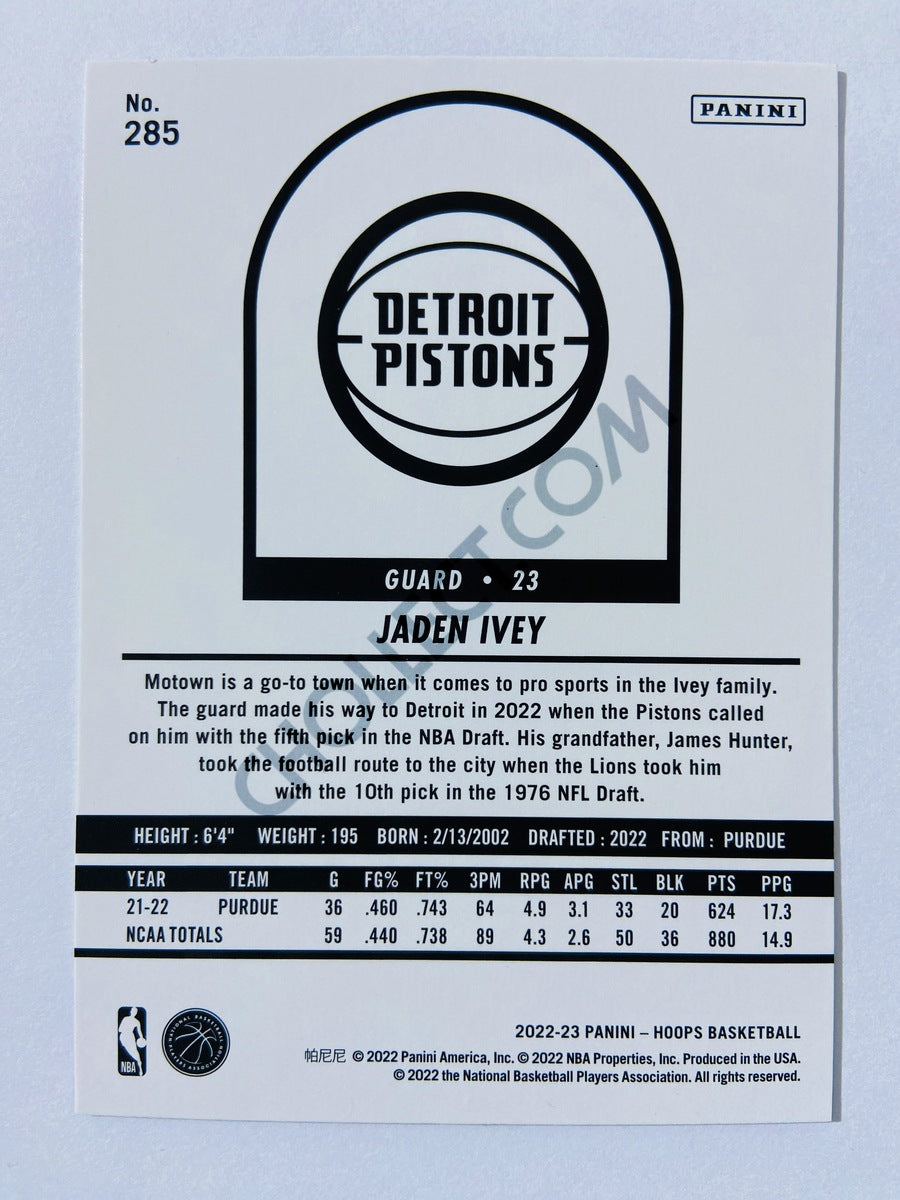 No.
285
PANINI
DETROIT
PISTONS
GUARD • 23
JADEN IVEY
Motown is a go-to town when it comes to pro sports in the Ivey family.
The guard made his way to Detroit in 2022 when the Pistons called
on him with the fifth pick in the NBA Draft. His grandfather, James Hunter,
took the football route to the city when the Lions took him
with the 10th pick in the 1976 NFL Draft.
HEIGHT : 6'4" WEIGHT : 195 BORN : 2/13/2002 DRAFTED : 2022 FROM : PURDUE
YEAR TEAM G FG% FT% 3PM RPG APG STL BLK PTS PPG
21-22 PURDUE 36 .460 .743 64 4.9 3.1 33 20 624 17.3
NCAA TOTALS 59 .440 .738 89 4.3 2.6 50 36 880 14.9
2022-23 PANINI – HOOPS BASKETBALL
帕尼尼 © 2022 Panini America, Inc. © 2022 NBA Properties, Inc. Produced in the USA.
© 2022 the National Basketball Players Association. All rights reserved.
NBA
NATIONAL BASKETBALL PLAYERS ASSOCIATION
CHOLLECT.COM